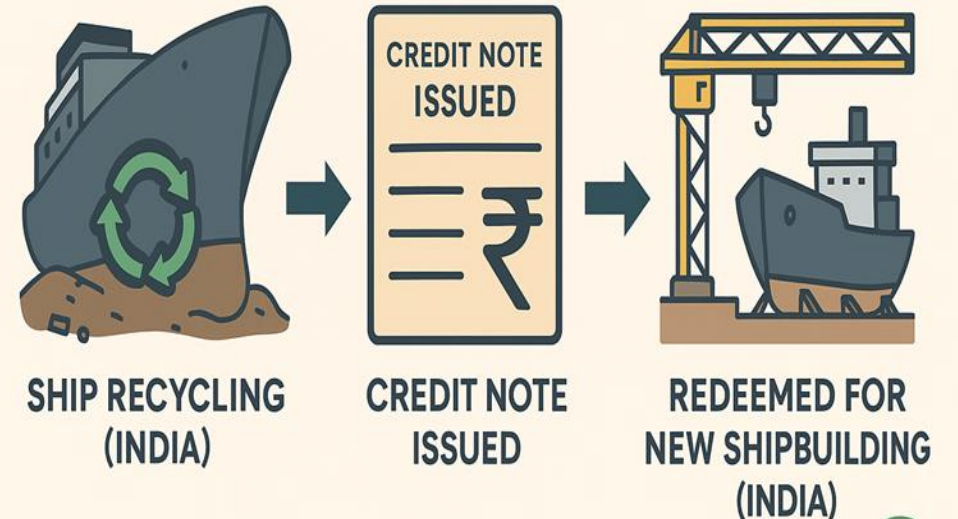 CREDIT NOTE
ISSUED
₹
SHIP RECYCLING
(INDIA)
CREDIT NOTE
ISSUED
REDEEMED FOR
NEW SHIPBUILDING
(INDIA)